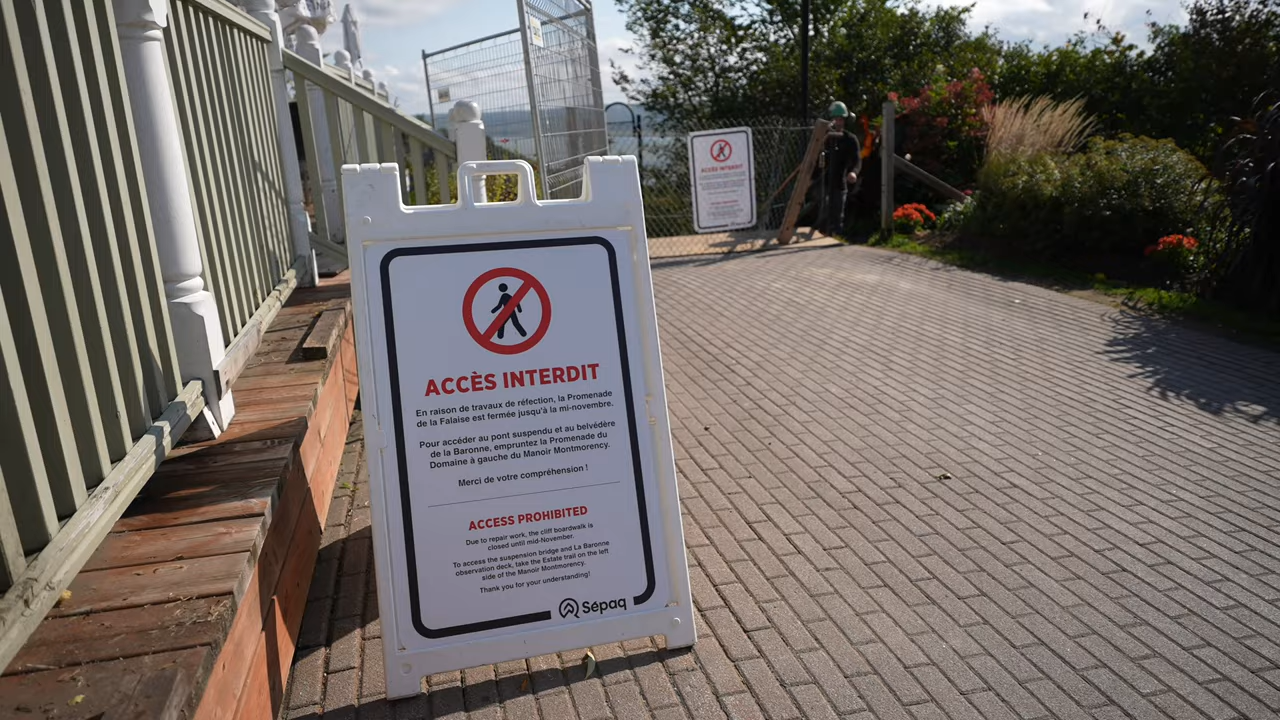 ACCÈS INTERDIT
En raison de travaux de réfection, la Promenade
de la Falaise est fermée jusqu'à la mi-novembre.
Pour accéder au pont suspendu et au belvédère
de la Baronne, empruntez la Promenade du
Domaine à gauche du Manoir Montmorency.
Merci de votre compréhension !
ACCESS PROHIBITED
Due to repair work, the cliff boardwalk is
closed until mid-November.
To access the suspension bridge and La Baronne
observation deck, take the Estate trail on the left
side of the Manoir Montmorency.
Thank you for your understanding!
Sépaq
ACCÈS INTERDIT